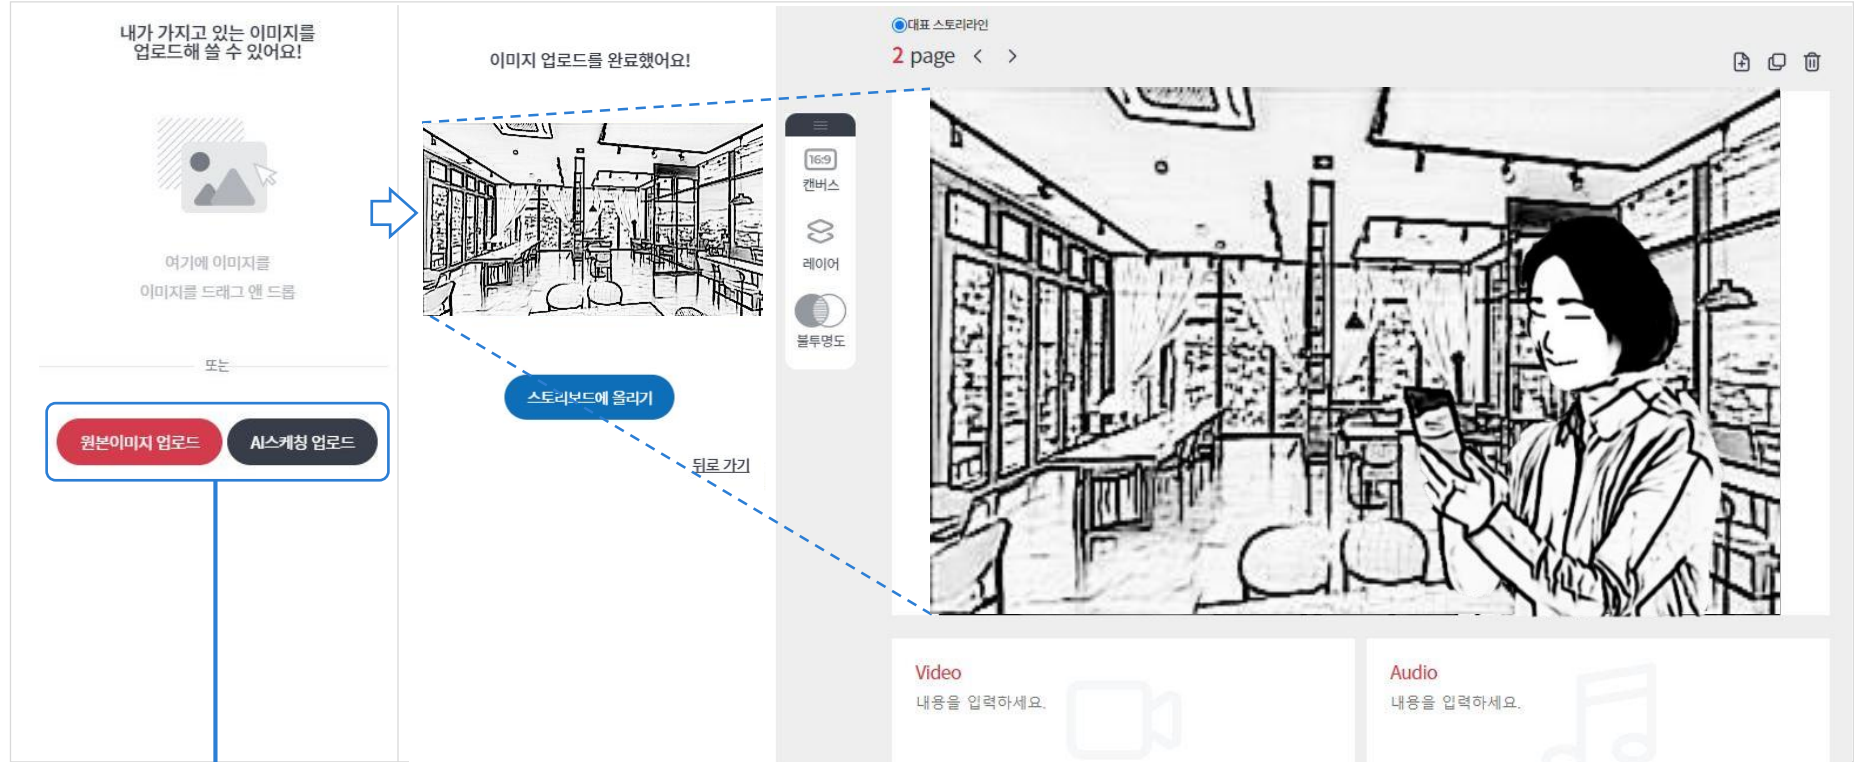 내가 가지고 있는 이미지를
업로드해 쓸 수 있어요!
여기에 이미지를
이미지를 드래그 앤 드롭
또는
원본이미지 업로드
AI스케칭 업로드
이미지 업로드를 완료했어요!
스토리보드에 올리기
뒤로 가기
16:9
캔버스
레이어
불투명도
대표 스토리라인
2 page
Video
내용을 입력하세요.
Audio
내용을 입력하세요.